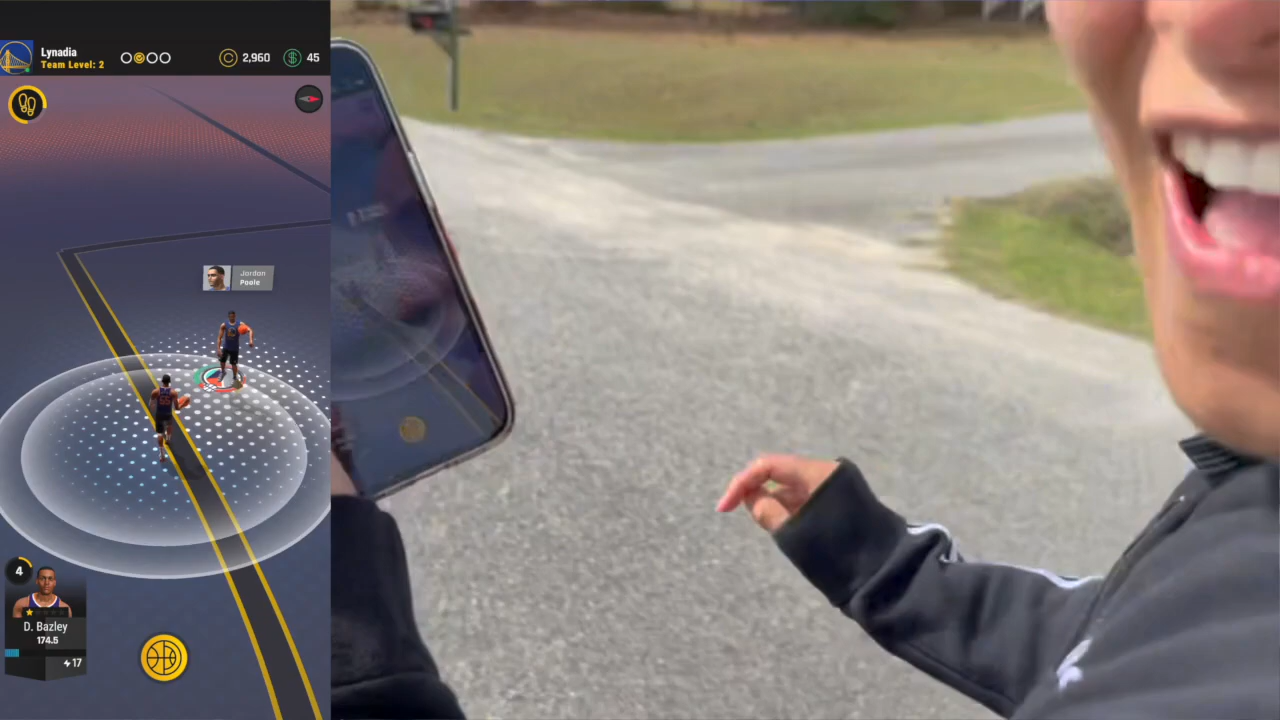 Lynadia
Team Level: 2
2,960
45
Jordan
Poole
4
D. Bazley
174.5
17